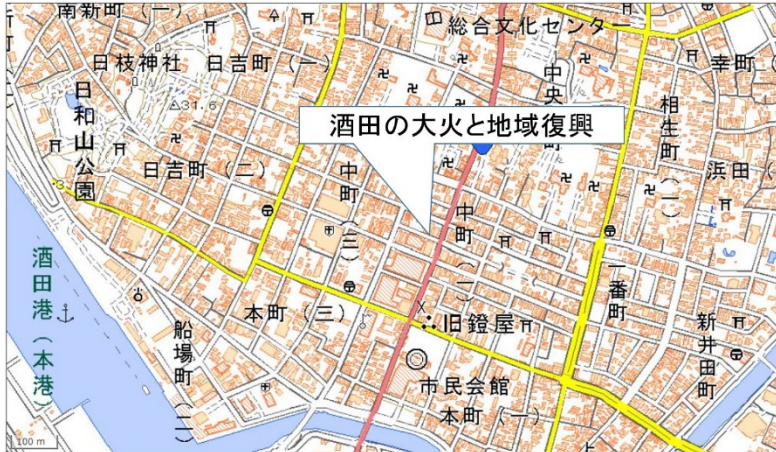 南新町(一)
総合文化センター
幸町(
日枝神社
日吉町(一)
31.6
日和山公園
中央
相生町(一)
酒田の大火と地域復興
日吉町(二)
中町(三)
中町(一)
浜田(
酒田港(本港)
本町(三)
旧鐙屋
一番町
新井田町
船場町(二)
市民会館
本町(一)
上
100 m